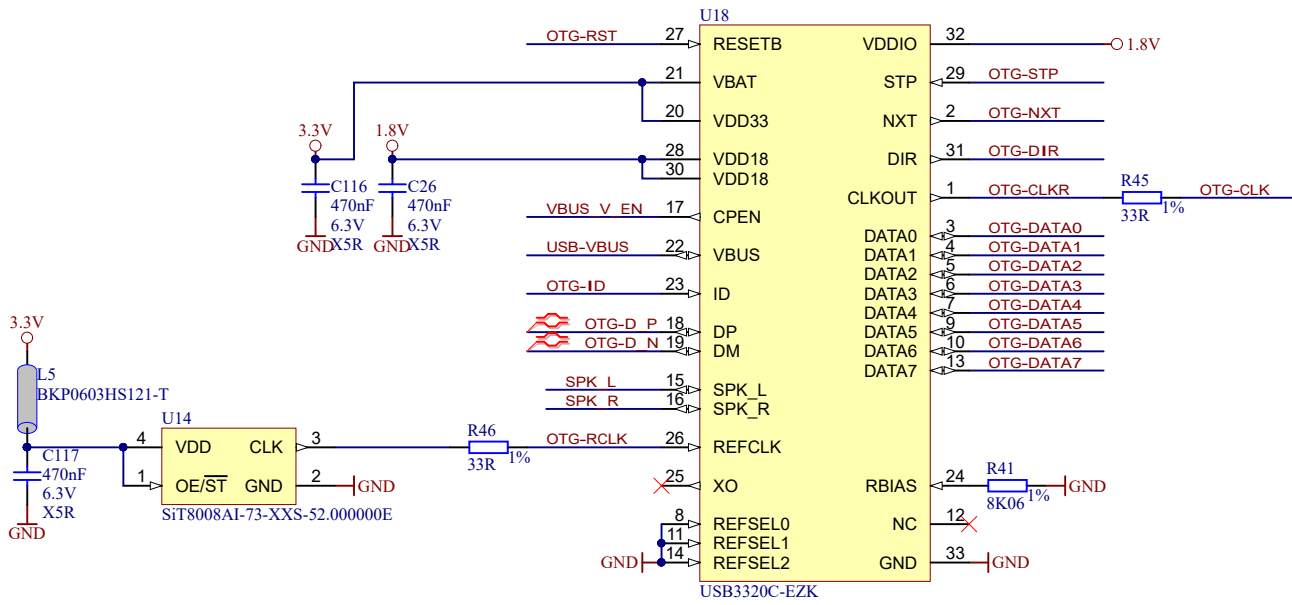 U18
OTG-RST 27 RESETB VDDIO 32 1.8V
21 VBAT STP 29 OTG-STP
20 VDD33 NXT 2 OTG-NXT
3.3V 1.8V
28 VDD18 DIR 31 OTG-DIR
30 VDD18
C116 C26
470nF 470nF
6.3V 6.3V
X5R X5R
GND GND
CLKOUT 1 OTG-CLKR R45 OTG-CLK
33R 1%
VBUS_V_EN 17 CPEN
DATA0 3 OTG-DATA0
USB-VBUS 22 VBUS DATA1 4 OTG-DATA1
DATA2 5 OTG-DATA2
OTG-ID 23 ID DATA3 6 OTG-DATA3
DATA4 7 OTG-DATA4
OTG-D_P 18 DP DATA5 9 OTG-DATA5
OTG-D_N 19 DM DATA6 10 OTG-DATA6
DATA7 13 OTG-DATA7
3.3V
L5
BKP0603HS121-T
SPK_L 15 SPK_L
SPK_R 16 SPK_R
U14
4 VDD CLK 3 R46 OTG-RCLK 26 REFCLK
33R 1%
C117
470nF
6.3V
X5R
GND
1 OE/ST GND 2 GND
SiT8008AI-73-XXS-52.000000E
25 XO RBIAS 24 R41 GND
8K06 1%
8 REFSEL0 NC 12
11 REFSEL1
GND 14 REFSEL2 GND 33 GND
USB3320C-EZK